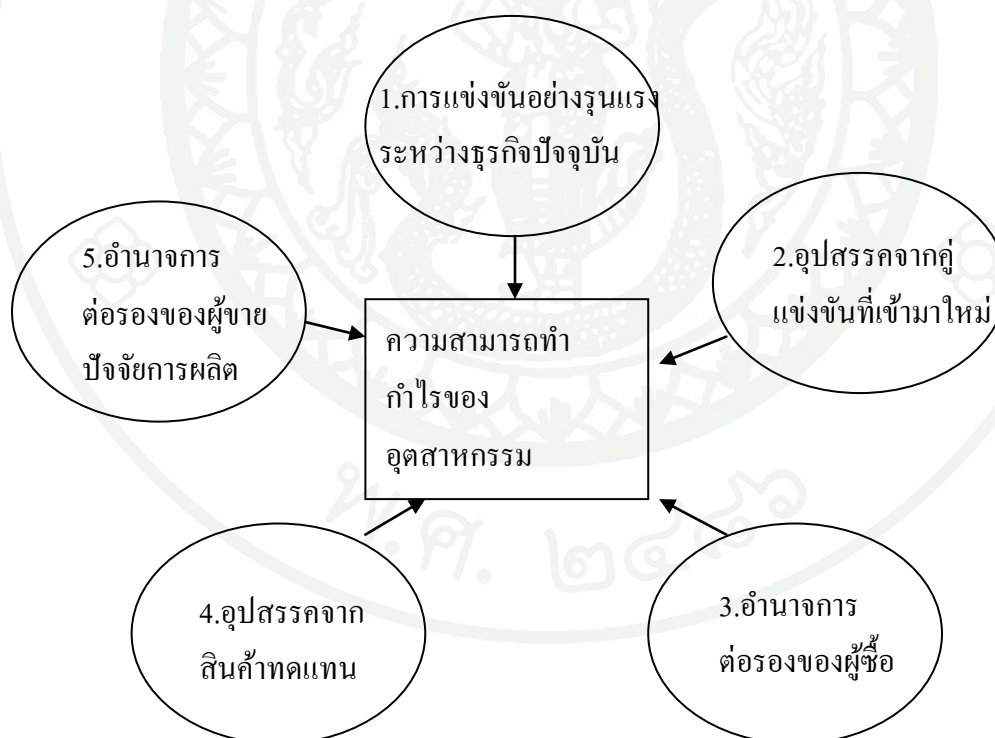 1.การแข่งขันอย่างรุนแรง
ระหว่างธุรกิจปัจจุบัน
2.อุปสรรคจากคู่
แข่งขันที่เข้ามาใหม่
5.อำนาจการ
ต่อรองของผู้ขาย
ปัจจัยการผลิต
ความสามารถทำ
กำไรของ
อุตสาหกรรม
4.อุปสรรคจาก
สินค้าทดแทน
3.อำนาจการ
ต่อรองของผู้ซื้อ
พ.ศ. ๒๔๘๖